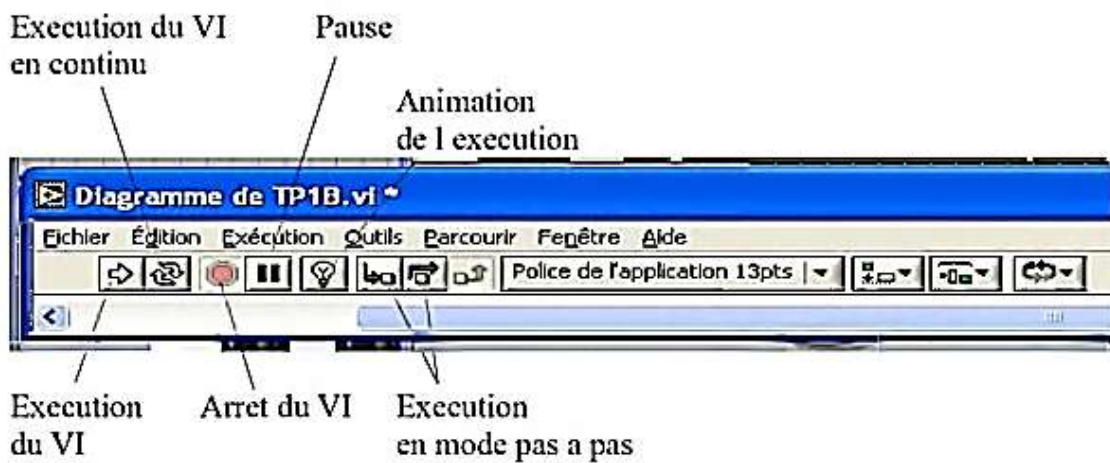 Execution du VI
en continu
Pause
Animation
de l execution
Diagramme de TP1B.vi *
Fichier Édition Exécution Outils Parcourir Fenêtre Aide
Police de l'application 13pts
Execution
du VI
Arret du VI
Execution
en mode pas a pas